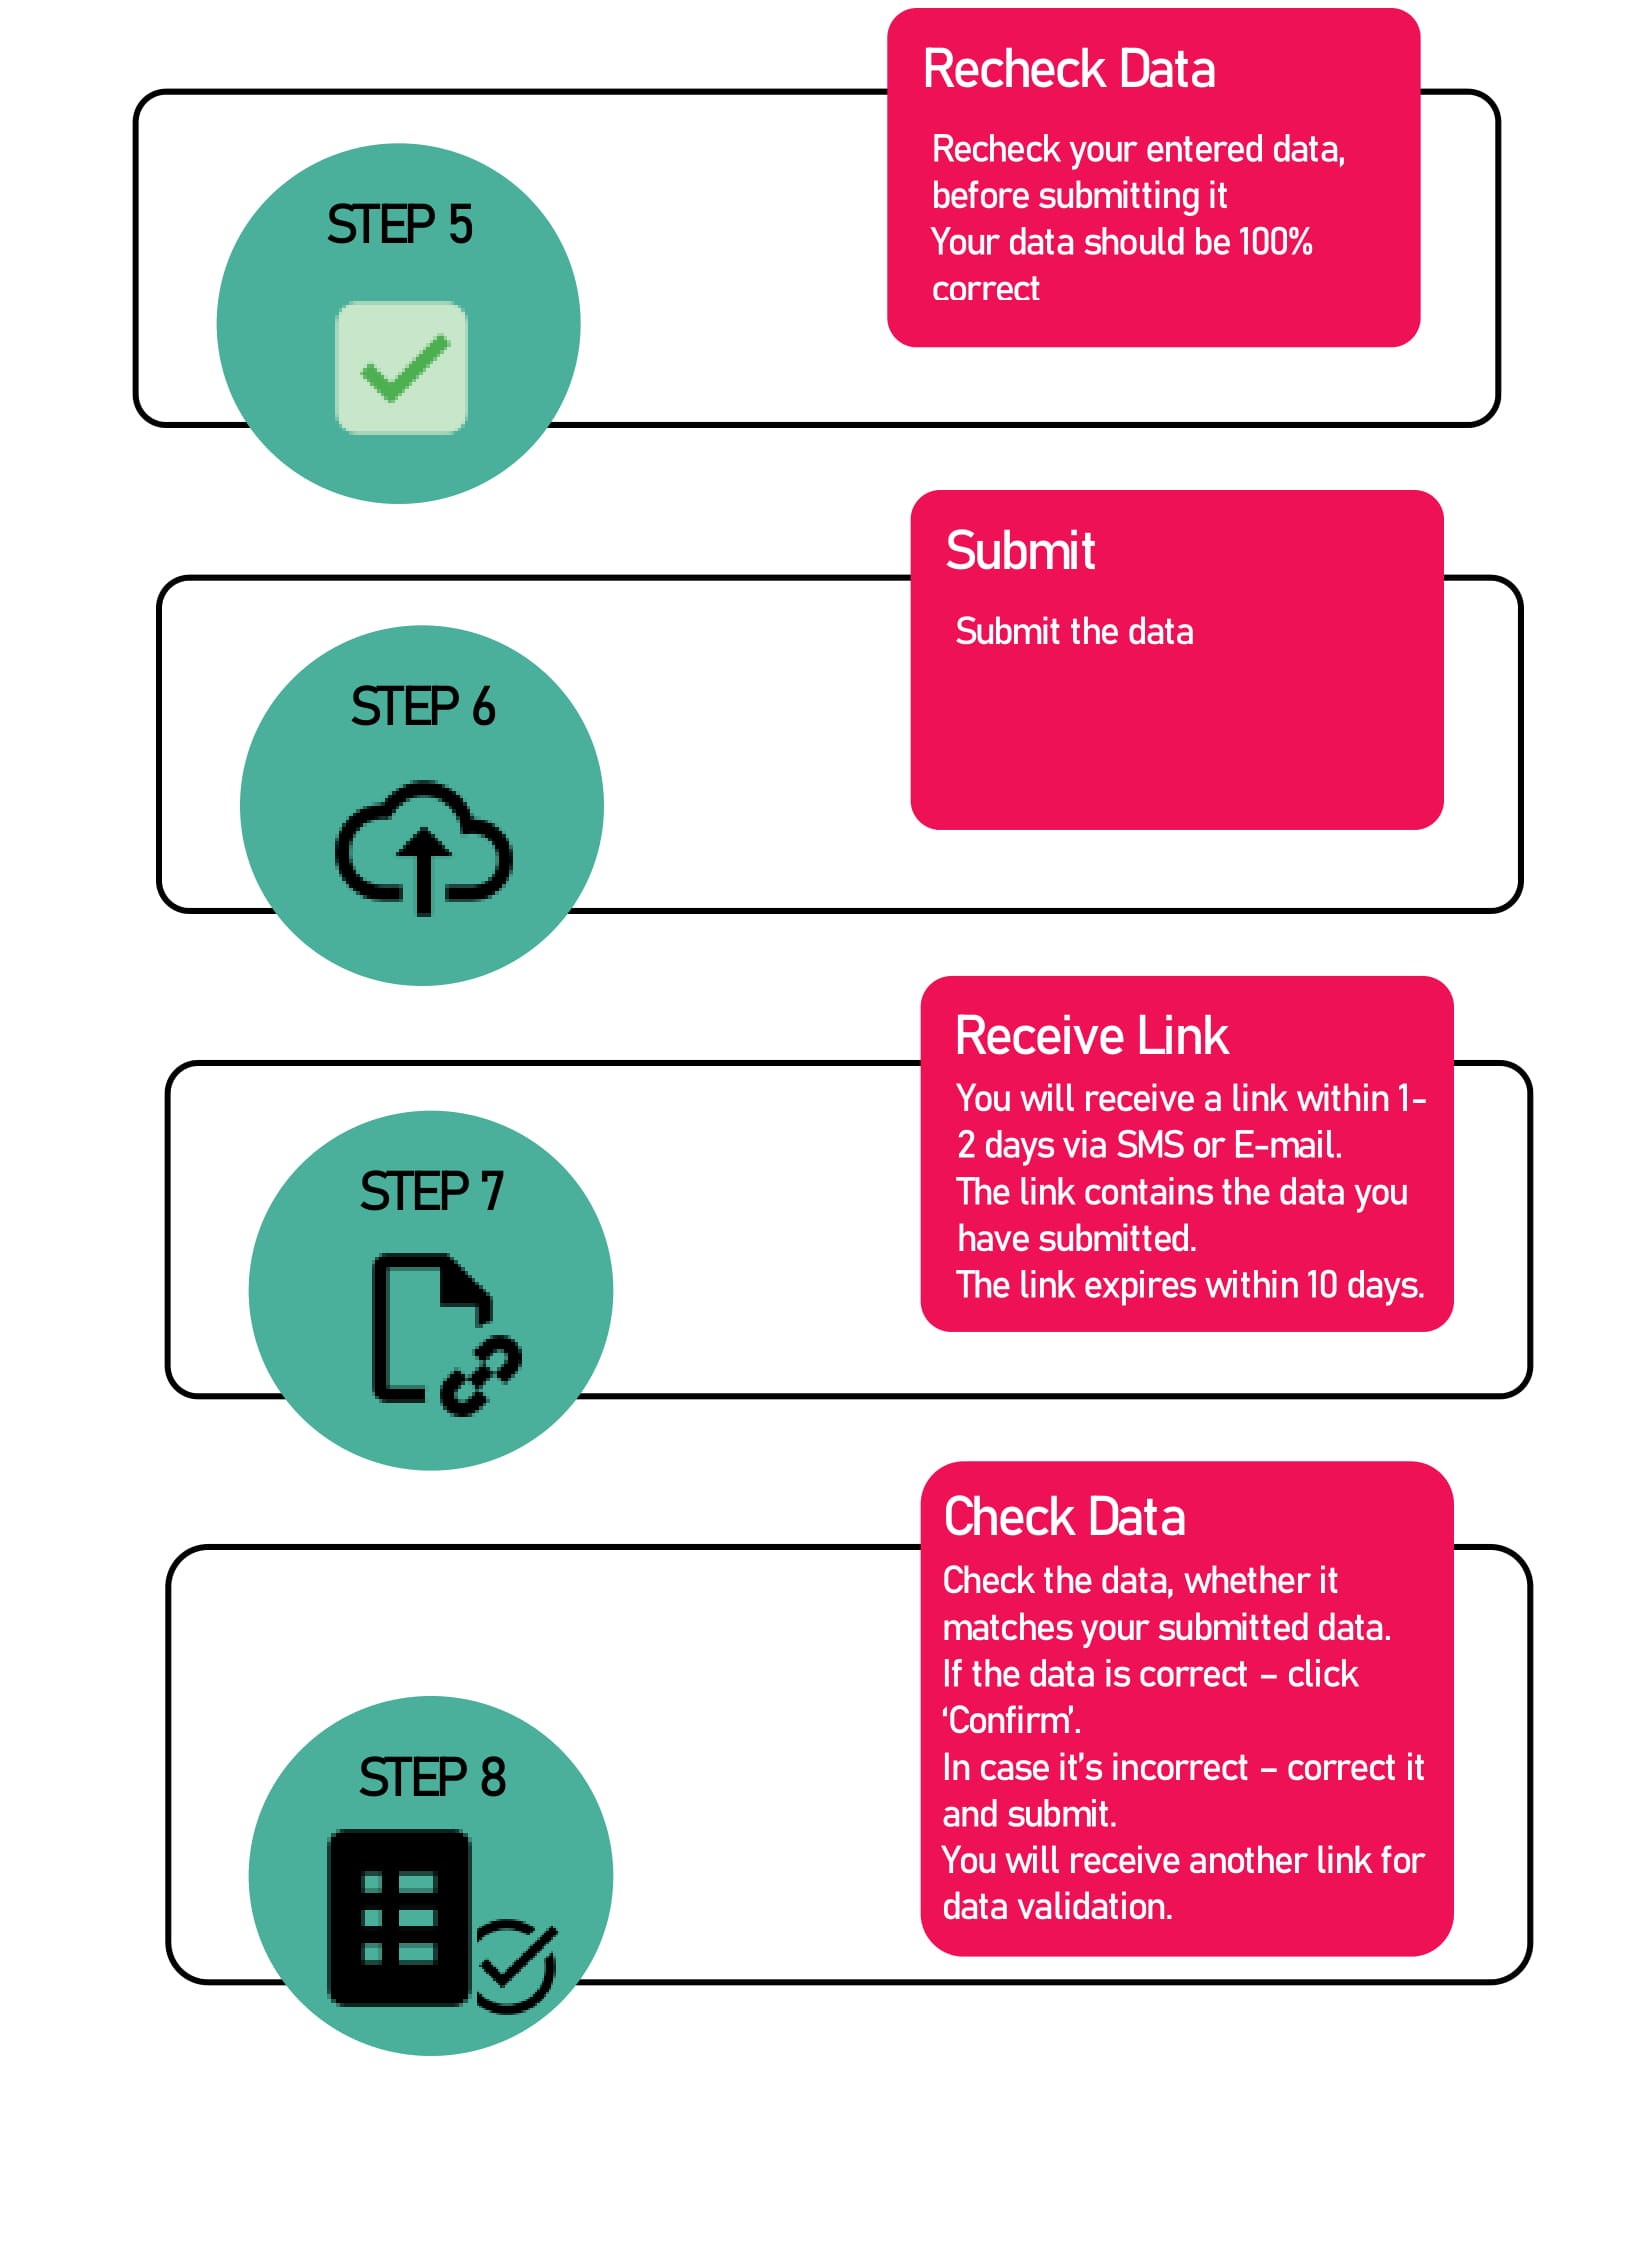 Recheck Data
Recheck your entered data,
before submitting it
Your data should be 100%
correct
STEP 5
Submit
Submit the data
STEP 6
Receive Link
You will receive a link within 1-
2 days via SMS or E-mail.
The link contains the data you
have submitted.
The link expires within 10 days.
STEP 7
Check Data
Check the data, whether it
matches your submitted data.
If the data is correct – click
‘Confirm’.
In case it’s incorrect – correct it
and submit.
You will receive another link for
data validation.
STEP 8